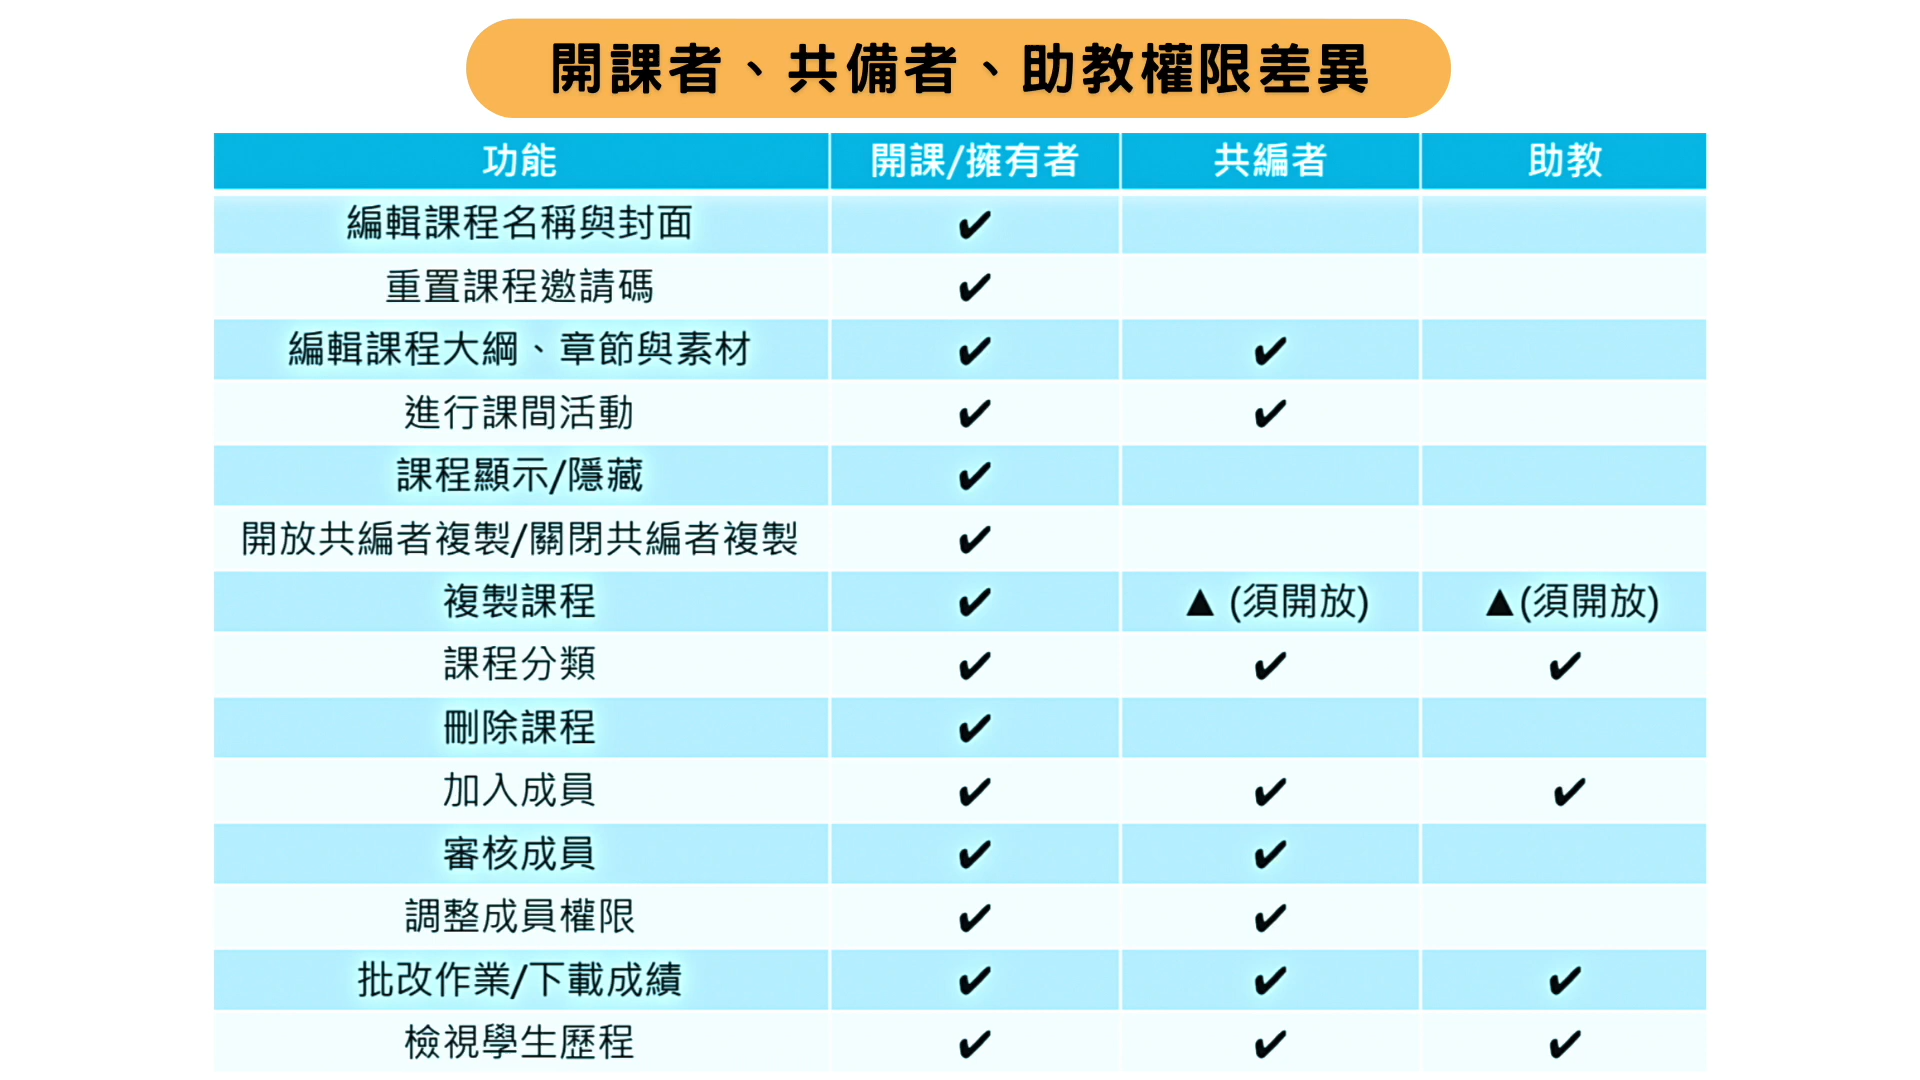 開課者、共備者、助教權限差異
功能 開課/擁有者 共編者 助教
編輯課程名稱與封面 ✔
重置課程邀請碼 ✔
編輯課程大綱、章節與素材 ✔ ✔
進行課間活動 ✔ ✔
課程顯示/隱藏 ✔
開放共編者複製/關閉共編者複製 ✔
複製課程 ✔ ▲ (須開放) ▲(須開放)
課程分類 ✔ ✔ ✔
刪除課程 ✔
加入成員 ✔ ✔ ✔
審核成員 ✔ ✔
調整成員權限 ✔ ✔
批改作業/下載成績 ✔ ✔ ✔
檢視學生歷程 ✔ ✔ ✔